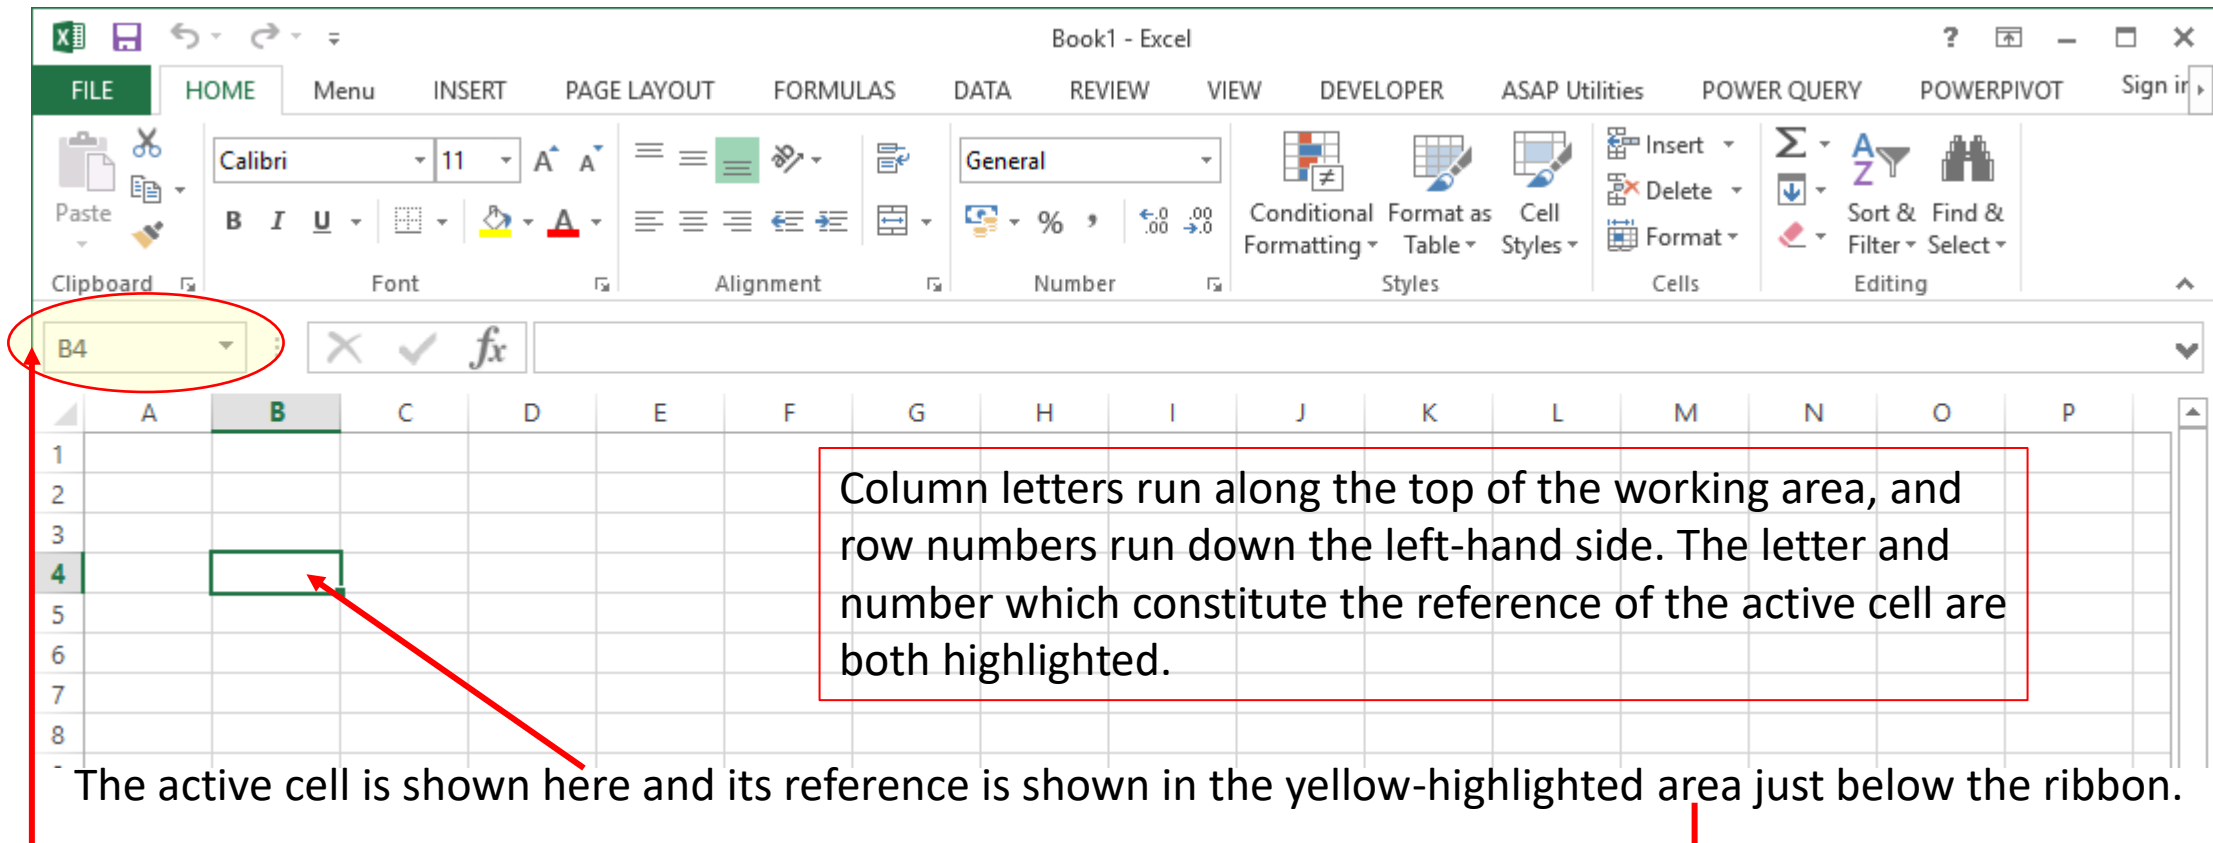 Book1 - Excel
?
FILE HOME Menu INSERT PAGE LAYOUT FORMULAS DATA REVIEW VIEW DEVELOPER ASAP Utilities POWER QUERY POWERPIVOT Sign in
Calibri 11 A A General Insert
Paste Delete
B I U A % , Conditional Format as Cell Format Sort & Find &
Formatting Table Styles Filter Select
Clipboard Font Alignment Number Styles Cells Editing
B4 fx
A B C D E F G H I J K L M N O P
1
2
3
4
5
6
7
8
Column letters run along the top of the working area, and
row numbers run down the left-hand side. The letter and
number which constitute the reference of the active cell are
both highlighted.
The active cell is shown here and its reference is shown in the yellow-highlighted area just below the ribbon.